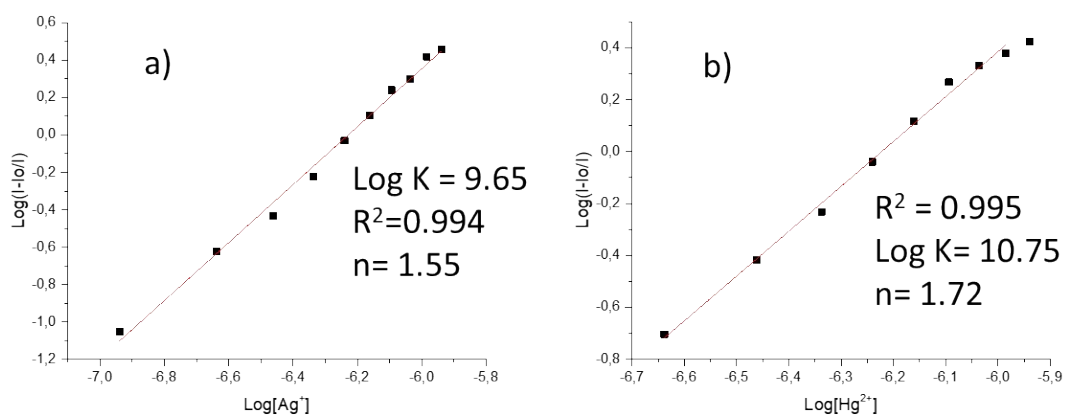 a)
Log(I-Io/I)
0,6
0,4
0,2
0,0
-0,2
-0,4
-0,6
-0,8
-1,0
-1,2
Log K = 9.65
R²=0.994
n= 1.55
-7,0 -6,8 -6,6 -6,4 -6,2 -6,0 -5,8
Log[Ag⁺]
b)
Log(I-Io/I)
0,4
0,2
0,0
-0,2
-0,4
-0,6
-0,8
R² = 0.995
Log K= 10.75
n= 1.72
-6,7 -6,6 -6,5 -6,4 -6,3 -6,2 -6,1 -6,0 -5,9
Log[Hg²⁺]